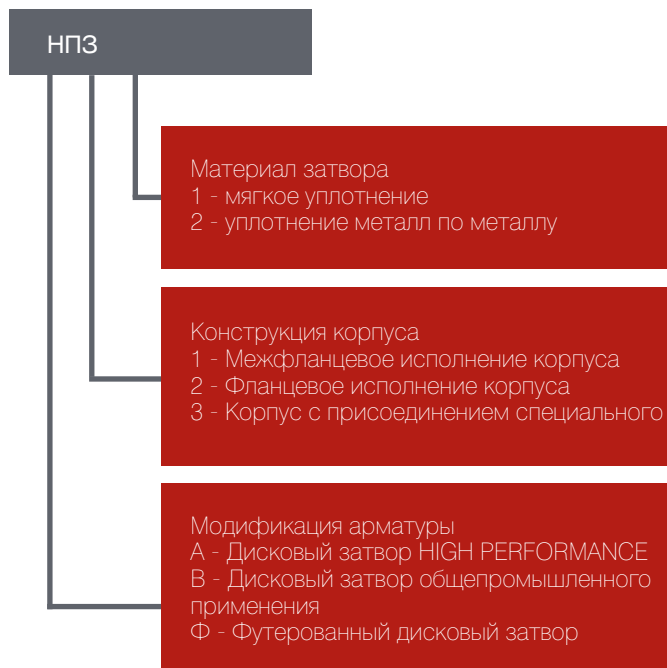 НПЗ
Материал затвора
1 - мягкое уплотнение
2 - уплотнение металл по металлу
Конструкция корпуса
1 - Межфланцевое исполнение корпуса
2 - Фланцевое исполнение корпуса
3 - Корпус с присоединением специального
Модификация арматуры
А - Дисковый затвор HIGH PERFORMANCE
В - Дисковый затвор общепромышленного
применения
Ф - Футерованный дисковый затвор